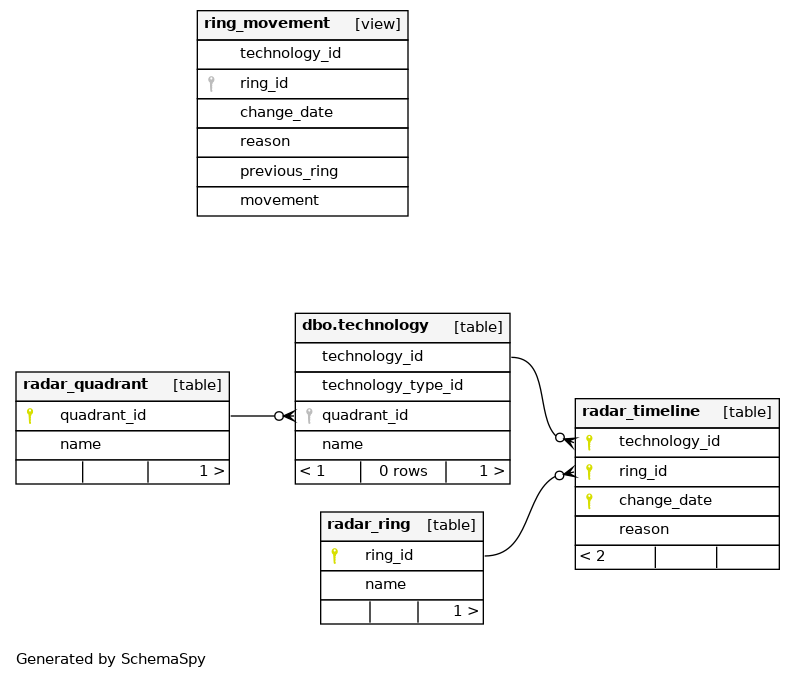 ring_movement [view]
technology_id
ring_id
change_date
reason
previous_ring
movement
dbo.technology [table]
technology_id
technology_type_id
quadrant_id
name
< 1 0 rows 1 >
radar_quadrant [table]
quadrant_id
name
1 >
radar_timeline [table]
technology_id
ring_id
change_date
reason
< 2
radar_ring [table]
ring_id
name
1 >
Generated by SchemaSpy